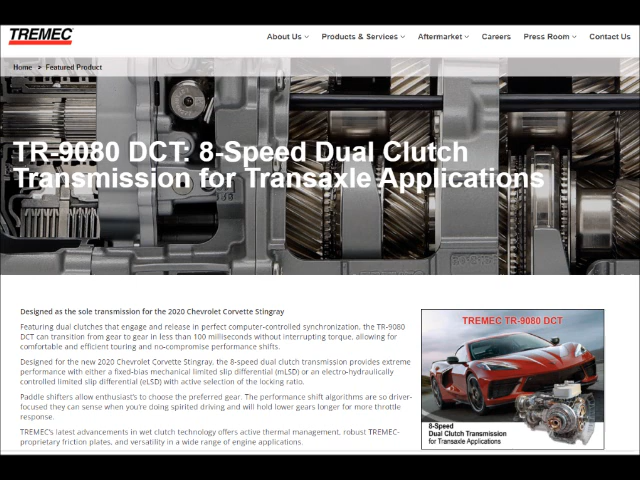 TREMEC
About Us
Products & Services
Aftermarket
Careers
Press Room
Contact Us
Home > Featured Product
TR-9080 DCT: 8-Speed Dual Clutch
Transmission for Transaxle Applications
Designed as the sole transmission for the 2020 Chevrolet Corvette Stingray
Featuring dual clutches that engage and release in perfect computer-controlled synchronization, the TR-9080
DCT can transition from gear to gear in less than 100 milliseconds without interrupting torque, allowing for
comfortable and efficient touring and no-compromise performance shifts.
Designed for the new 2020 Chevrolet Corvette Stingray, the 8-speed dual clutch transmission provides extreme
performance with either a fixed-bias mechanical limited slip differential (mLSD) or an electro-hydraulically
controlled limited slip differential (eLSD) with active selection of the locking ratio.
Paddle shifters allow enthusiast's to choose the preferred gear. The performance shift algorithms are so driver-
focused they can sense when you're doing spirited driving and will hold lower gears longer for more throttle
response.
TREMEC's latest advancements in wet clutch technology offers active thermal management, robust TREMEC-
proprietary friction plates, and versatility in a wide range of engine applications.
TREMEC TR-9080 DCT
8-Speed
Dual Clutch Transmission
for Transaxle Applications